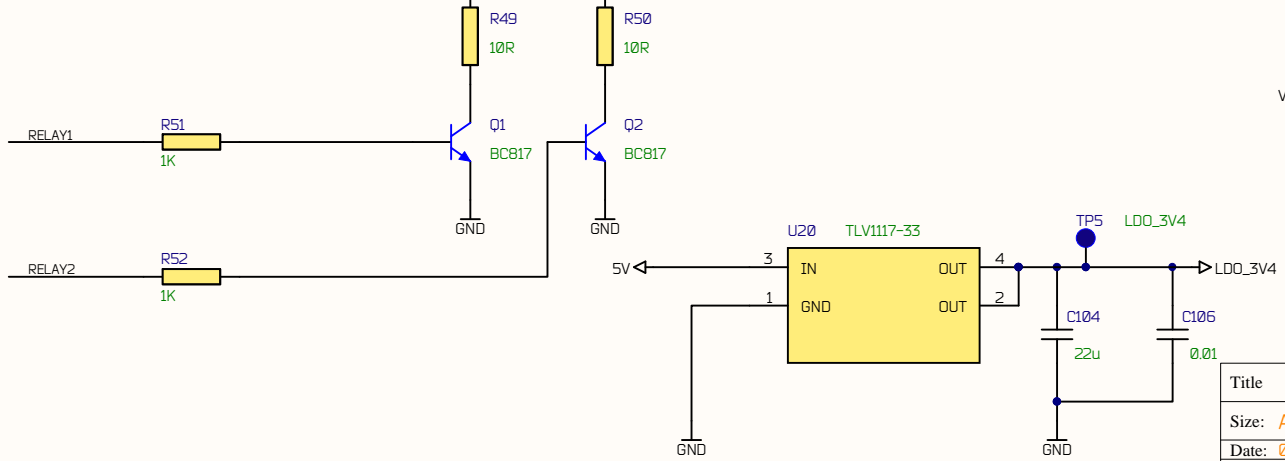 R49
10R
R50
10R
V
RELAY1
R51
1K
Q1
BC817
Q2
BC817
GND
GND
RELAY2
R52
1K
U20
TLV1117-33
TP5
LDO_3V4
5V
3
IN
OUT
4
LDO_3V4
1
GND
OUT
2
C104
22u
C106
0.01
GND
GND
Title
Size: A
Date: 0